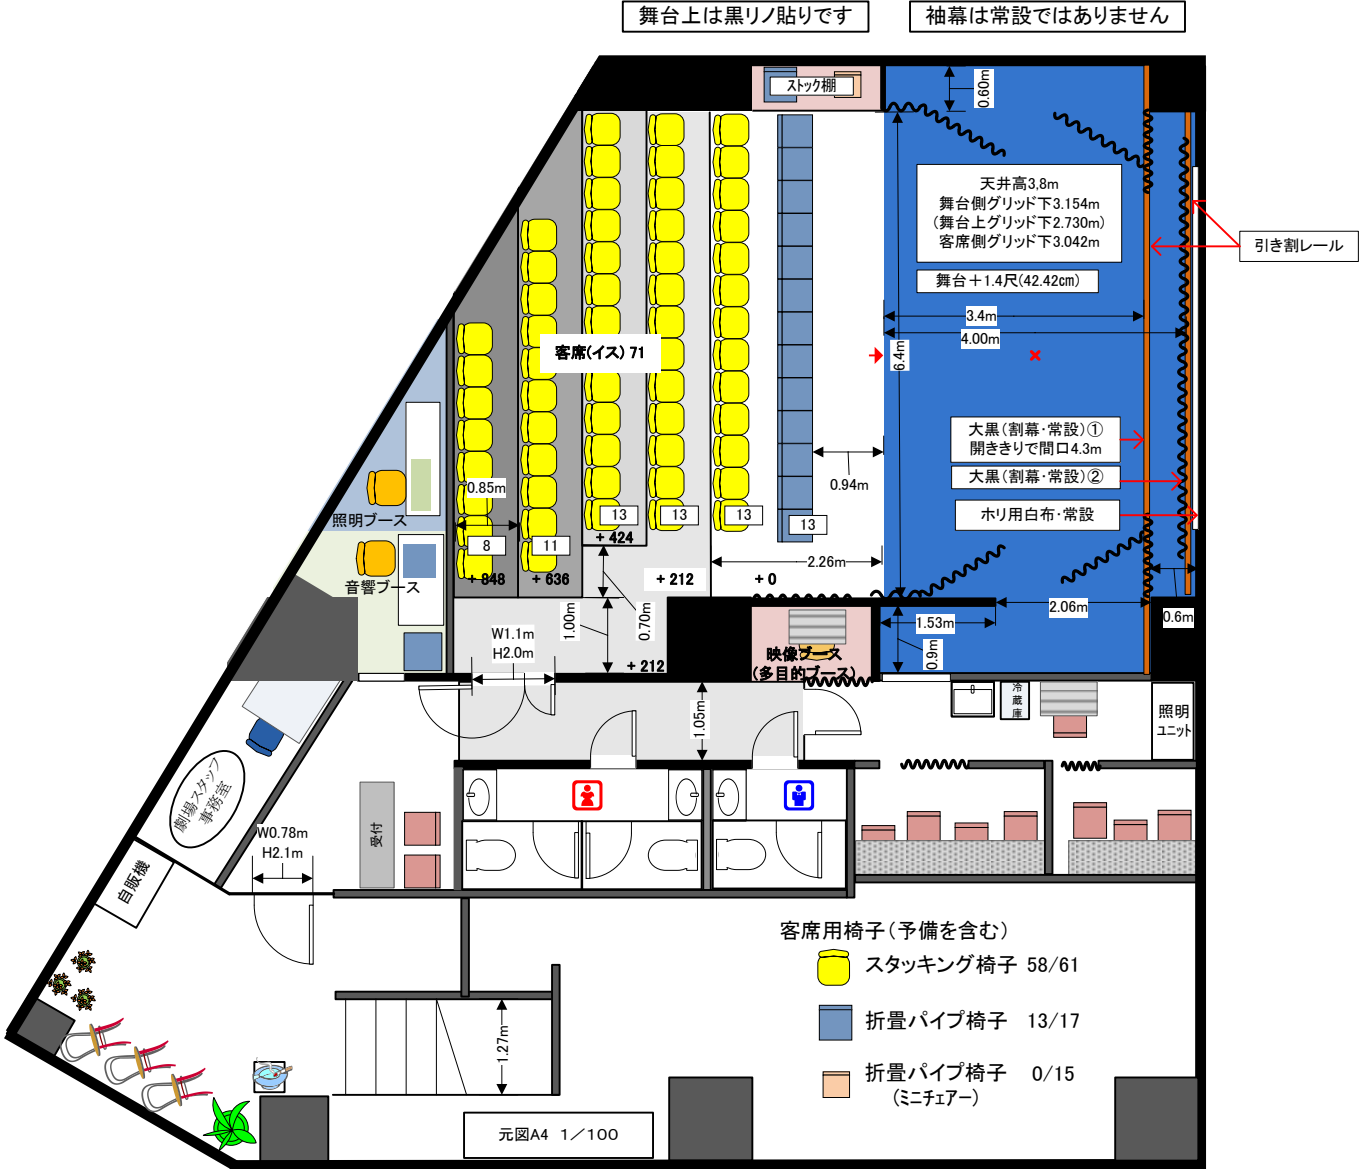 舞台上は黒リノ貼りです
袖幕は常設ではありません
ストック棚
0.60m
天井高3,8m
舞台側グリッド下3.154m
(舞台上グリッド下2.730m)
客席側グリッド下3.042m
舞台＋1.4尺(42.42㎝)
引き割レール
3.4m
4.00m
6.4m
客席(イス) 71
大黒(割幕・常設)①
開ききりで間口4.3m
大黒(割幕・常設)②
ホリ用白布・常設
0.94m
0.85m
照明ブース
音響ブース
8
11
13
13
13
13
+ 848
+ 636
+ 424
+ 212
+ 0
2.26m
1.00m
0.70m
+ 212
W1.1m
H2.0m
映像ブース
(多目的ブース)
1.53m
0.9m
2.06m
0.6m
1.05m
冷蔵庫
照明
ユニット
劇場スタッフ
事務室
受付
W0.78m
H2.1m
自販機
1.27m
客席用椅子(予備を含む)
スタッキング椅子 58/61
折畳パイプ椅子 13/17
折畳パイプ椅子 0/15
(ミニチェアー)
元図A4 1／100